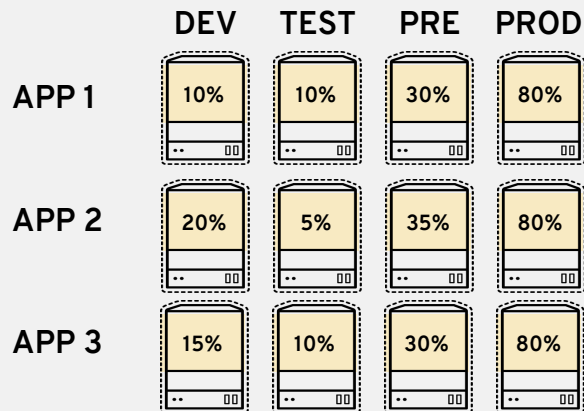 DEV TEST PRE PROD
APP 1 10% 10% 30% 80%
APP 2 20% 5% 35% 80%
APP 3 15% 10% 30% 80%